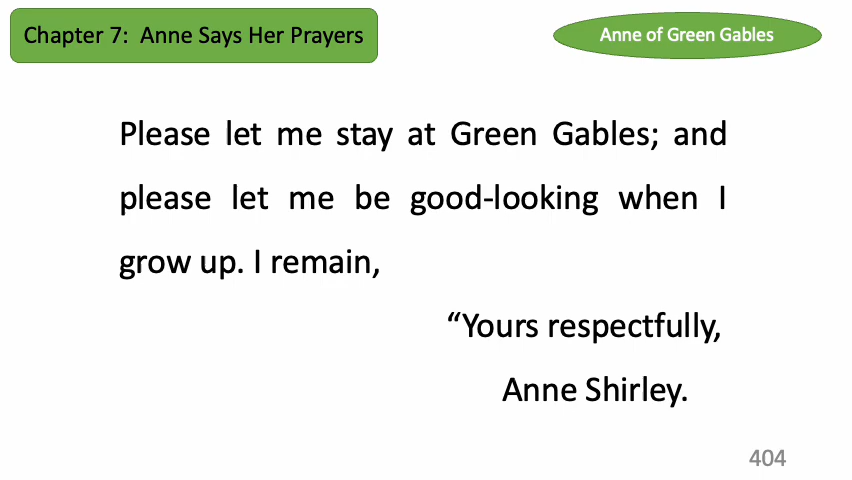 Chapter 7: Anne Says Her Prayers
Anne of Green Gables
Please let me stay at Green Gables; and
please let me be good-looking when I
grow up. I remain,
“Yours respectfully,
Anne Shirley.
404